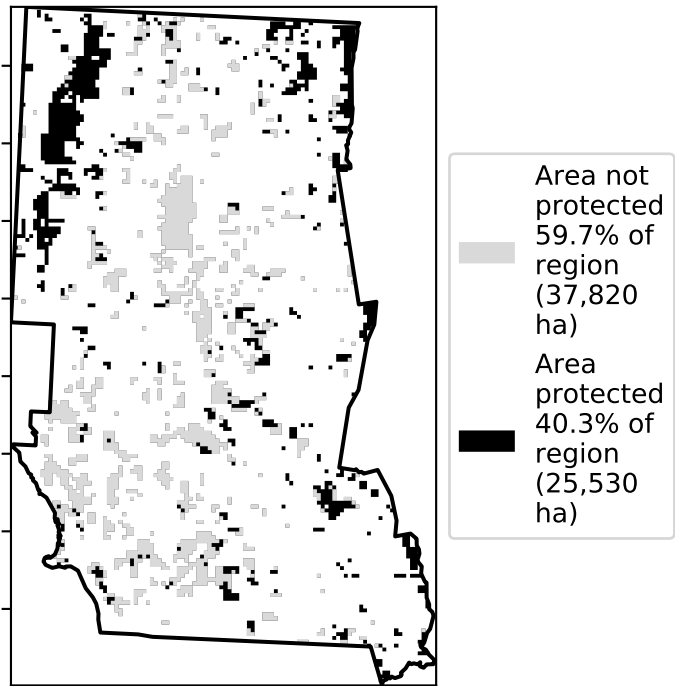 Area not
protected
59.7% of
region
(37,820
ha)
Area
protected
40.3% of
region
(25,530
ha)